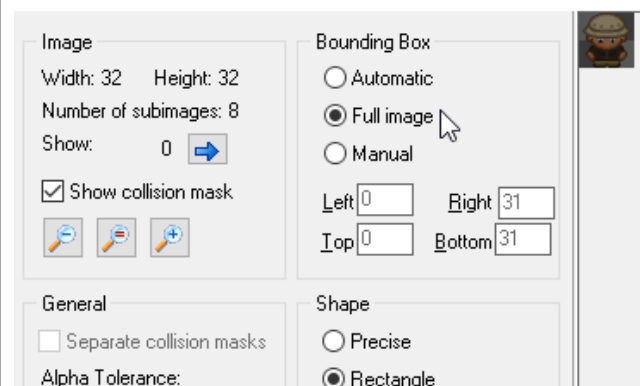 Image
Width: 32 Height: 32
Number of subimages: 8
Show: 0
Show collision mask
Bounding Box
Automatic
Full image
Manual
Left 0 Right 31
Top 0 Bottom 31
General
Separate collision masks
Alpha Tolerance:
Shape
Precise
Rectangle